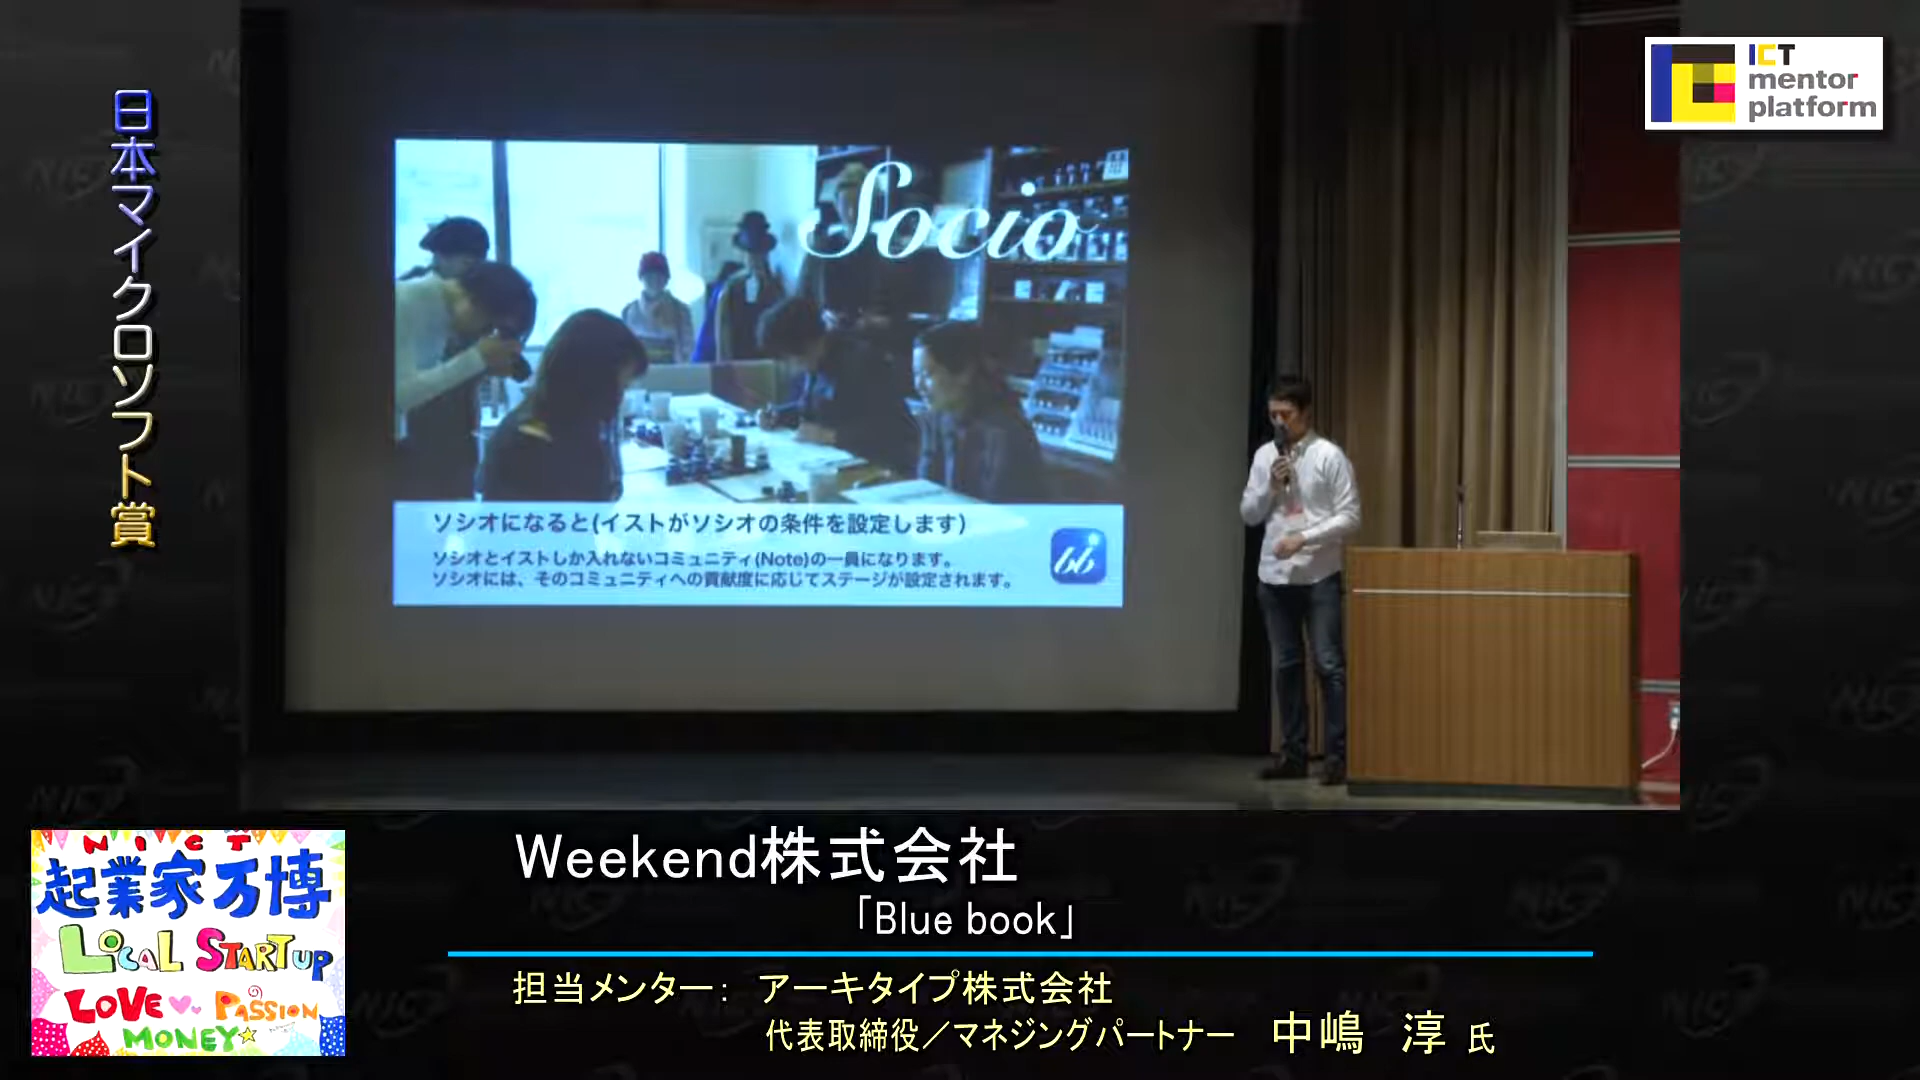 日本マイクロソフト賞
ICT
mentor
platform
Socio
ソシオになると(イストがソシオの条件を設定します)
ソシオとイストしか入れないコミュニティ(Note)の一員になります。
ソシオには、そのコミュニティへの貢献度に応じてステージが設定されます。
bb
NICT
起業家万博
LOCAL STARTUP
LOVE PASSION
MONEY
Weekend株式会社
「Blue book」
担当メンター： アーキタイプ株式会社
代表取締役／マネジングパートナー 中嶋 淳 氏